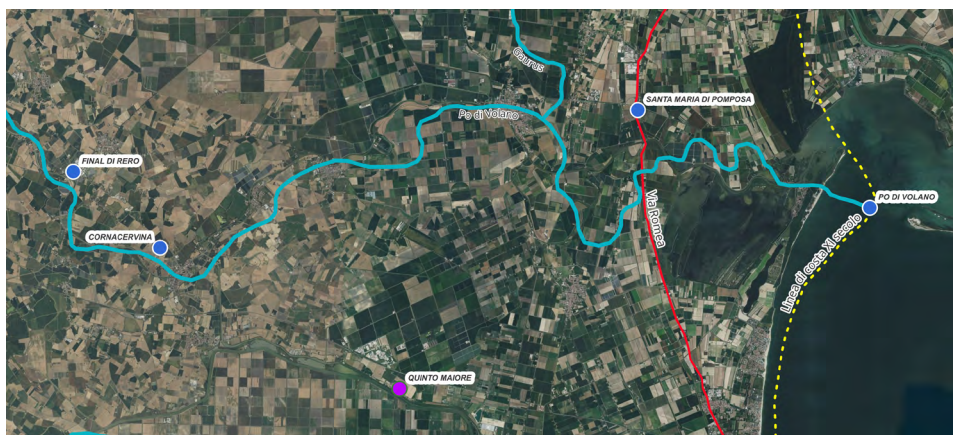 Gaurus
SANTA MARIA DI POMPOSA
Po di Volano
FINAL DI RERO
PO DI VOLANO
Via Romea
CORNACERVINA
Linea di costa XI secolo
QUINTO MAIORE